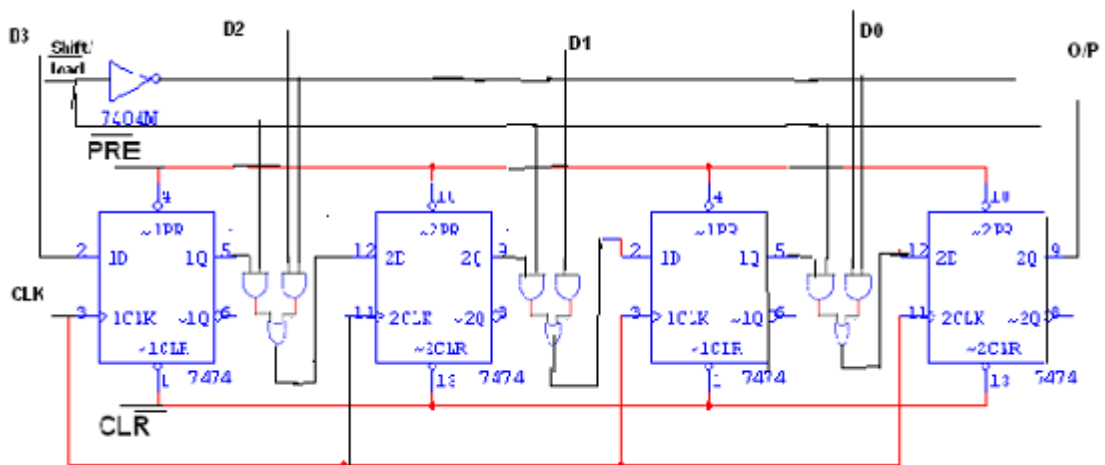 D3
Shift/
Load
D2
D1
D0
O/P
7404N
PRE
4
10
4
10
~1PR
~2PR
~1PR
~2PR
2
1D
1Q
5
12
2D
2Q
9
2
1D
1Q
5
12
2D
2Q
9
CLK
3
1CLK
~1Q
6
11
2CLK
~2Q
8
3
1CLK
~1Q
6
11
2CLK
~2Q
8
~1CLR
~2CLR
~1CLR
~2CLR
1
7474
13
7474
1
7474
13
7474
CLR